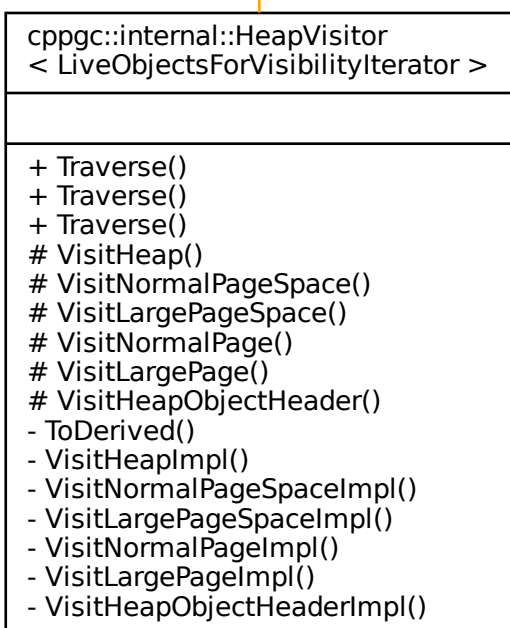 cppgc::internal::HeapVisitor
< LiveObjectsForVisibilityIterator >
+ Traverse()
+ Traverse()
+ Traverse()
# VisitHeap()
# VisitNormalPageSpace()
# VisitLargePageSpace()
# VisitNormalPage()
# VisitLargePage()
# VisitHeapObjectHeader()
- ToDerived()
- VisitHeapImpl()
- VisitNormalPageSpaceImpl()
- VisitLargePageSpaceImpl()
- VisitNormalPageImpl()
- VisitLargePageImpl()
- VisitHeapObjectHeaderImpl()